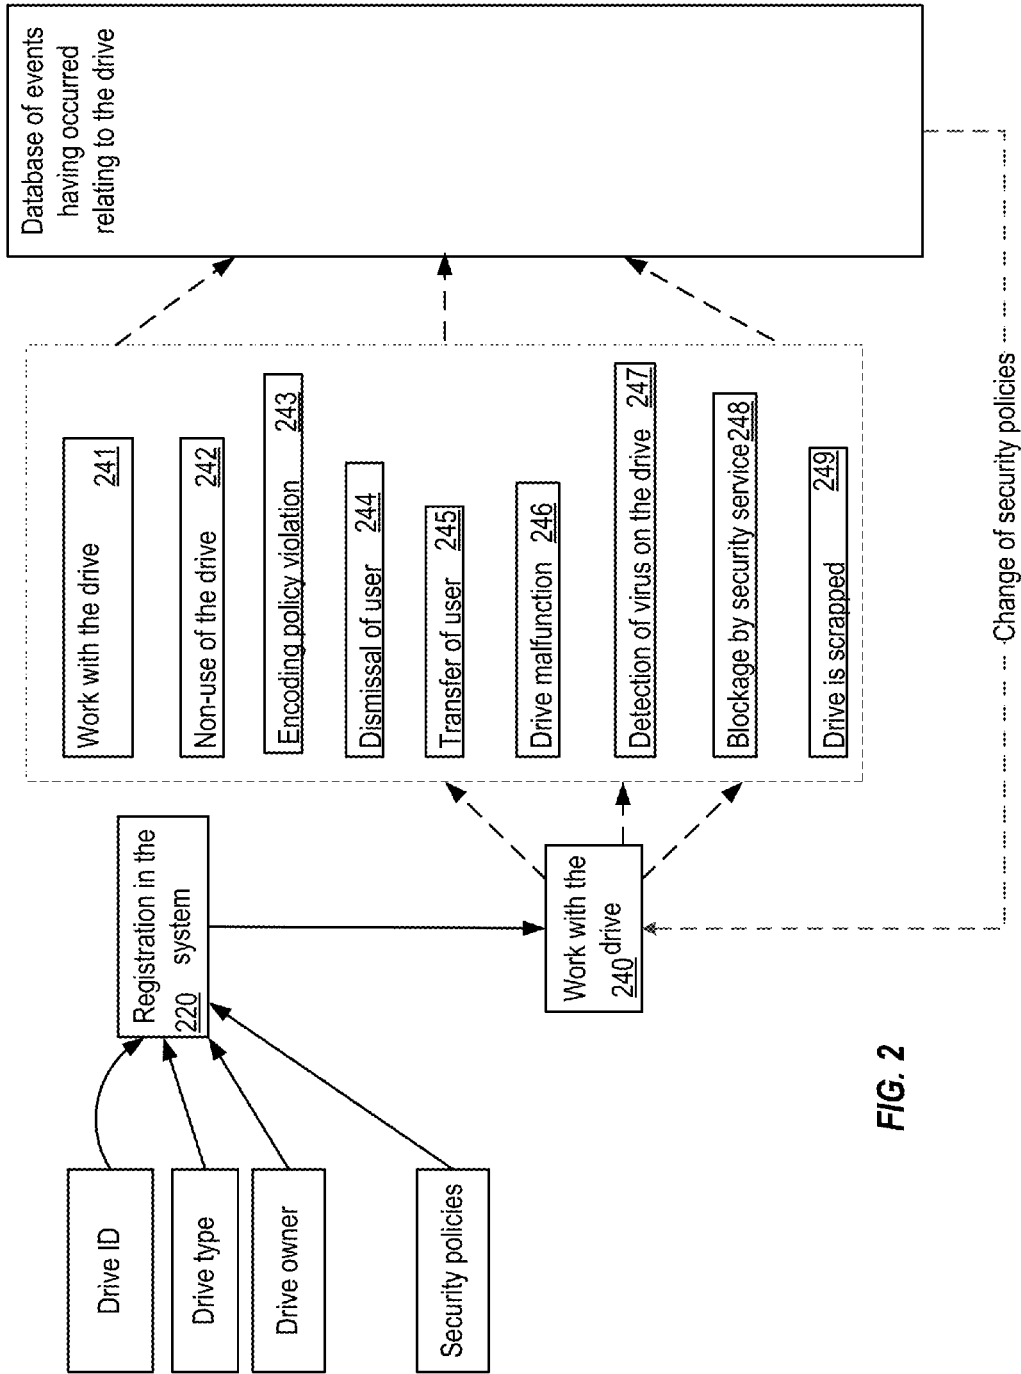 Drive ID
Drive type
Drive owner
Security policies
Registration in the
system
220
Work with the
drive
240
Work with the drive 241
Non-use of the drive 242
Encoding policy violation 243
Dismissal of user 244
Transfer of user 245
Drive malfunction 246
Detection of virus on the drive 247
Blockage by security service 248
Drive is scrapped 249
Database of events
having occurred
relating to the drive
Change of security policies
FIG. 2